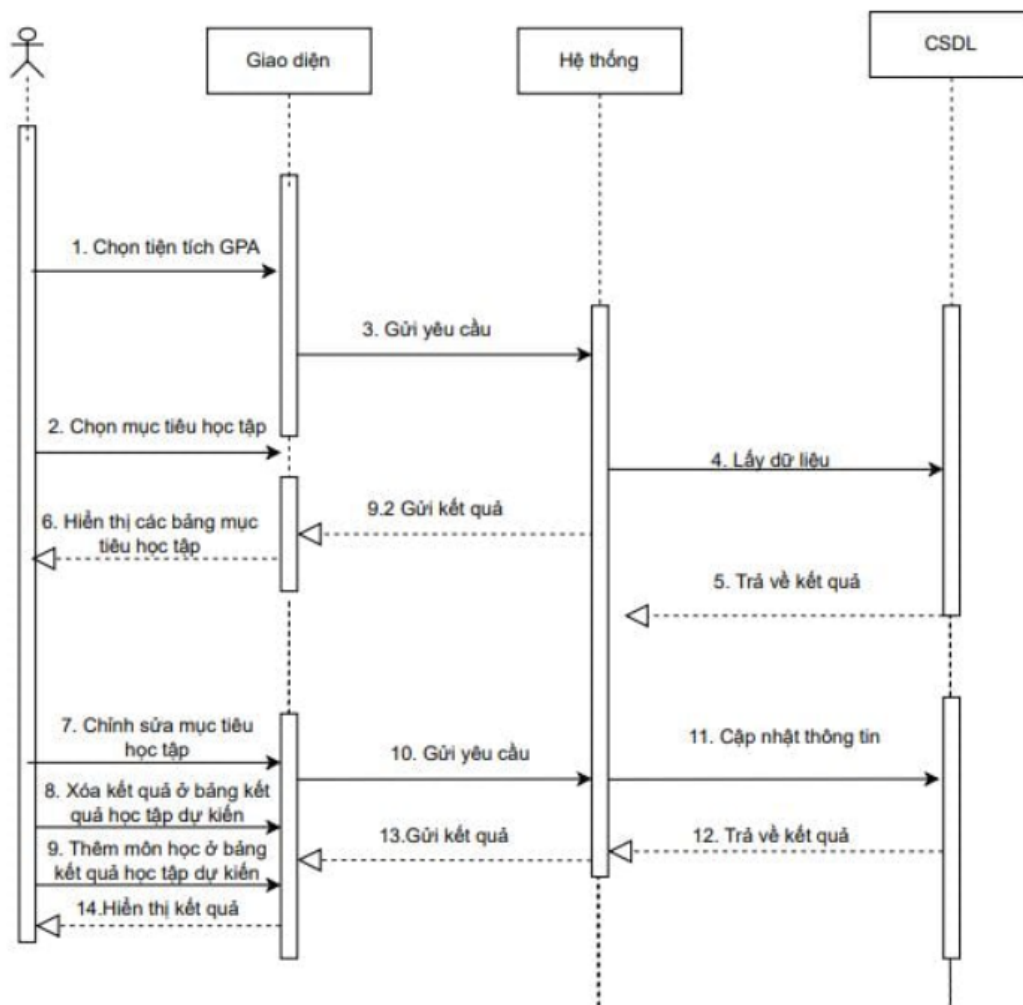 Giao diện
Hệ thống
CSDL
1. Chọn tiện tích GPA
3. Gửi yêu cầu
2. Chọn mục tiêu học tập
4. Lấy dữ liệu
9.2 Gửi kết quả
6. Hiển thị các bảng mục
tiêu học tập
5. Trả về kết quả
7. Chỉnh sửa mục tiêu
học tập
10. Gửi yêu cầu
11. Cập nhật thông tin
8. Xóa kết quả ở bảng kết
quả học tập dự kiến
13.Gửi kết quả
12. Trả về kết quả
9. Thêm môn học ở bảng
kết quả học tập dự kiến
14.Hiển thị kết quả